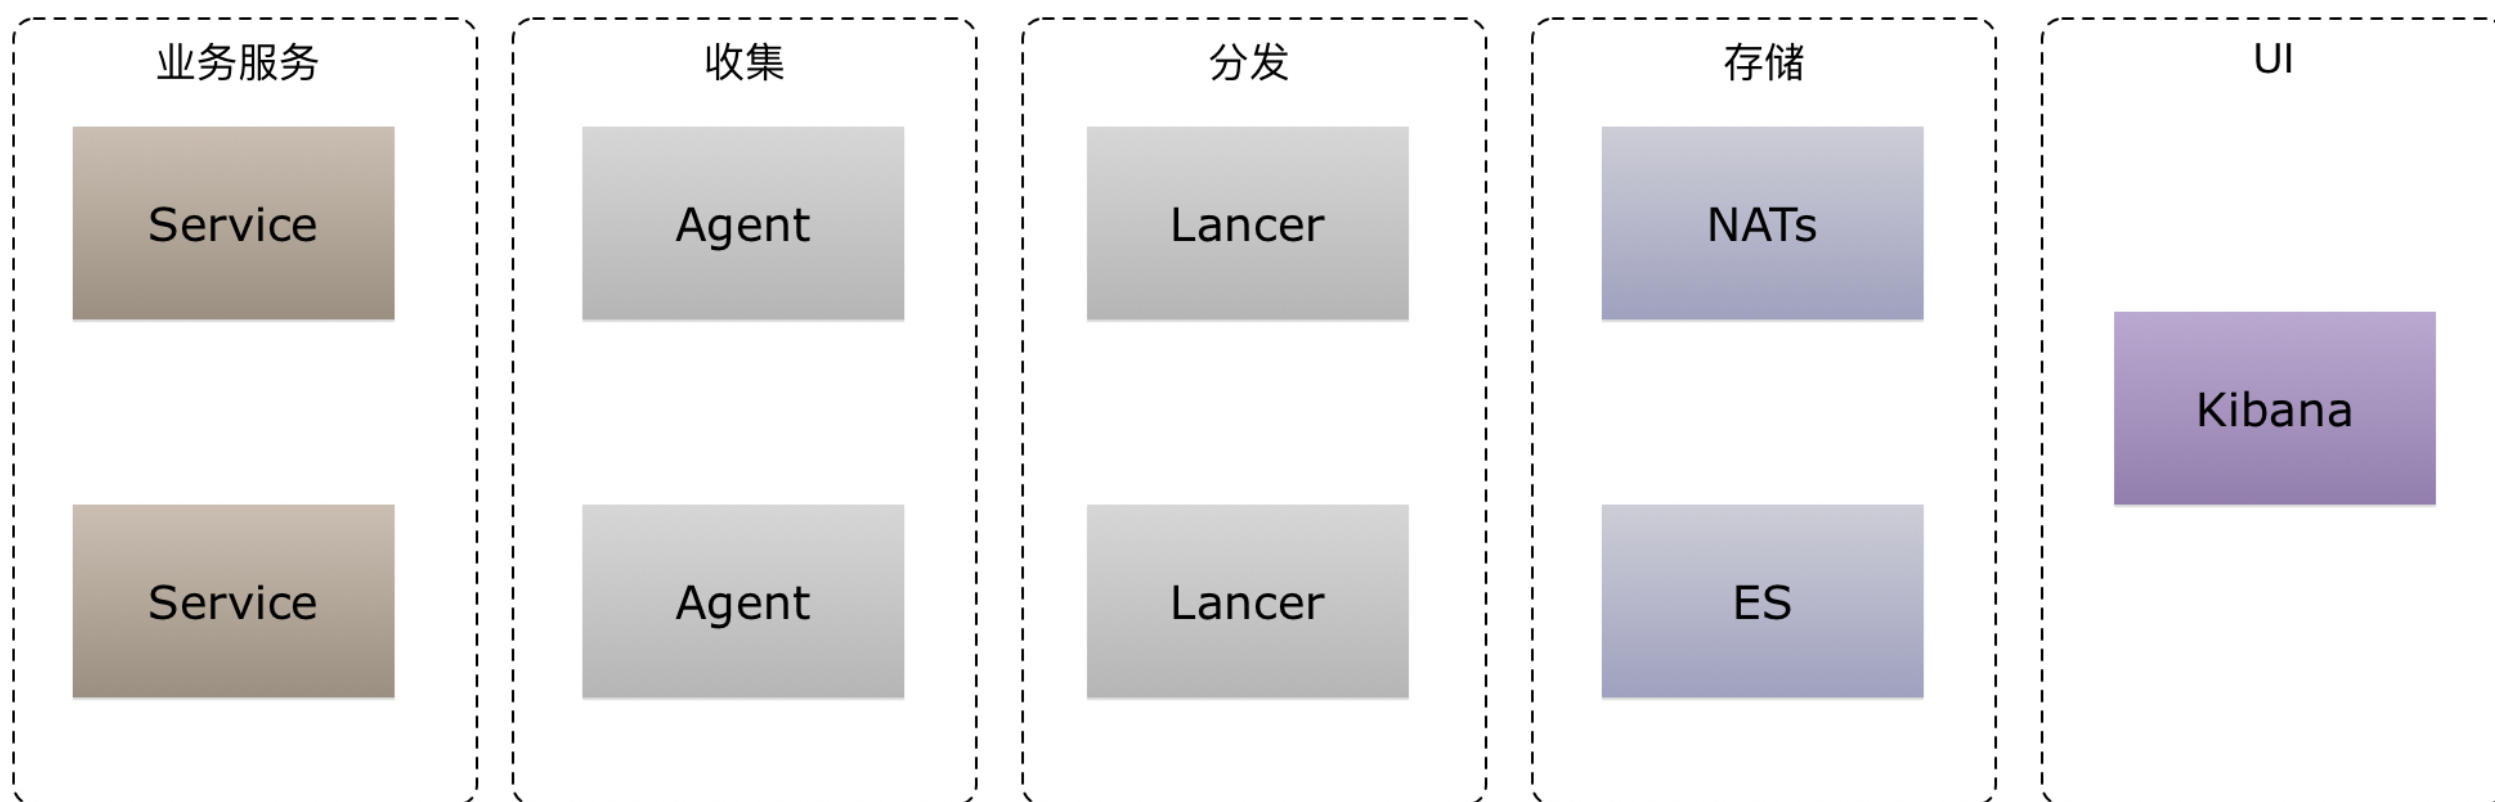 业务服务
收集
分发
存储
UI
Service
Agent
Lancer
NATs
Kibana
Service
Agent
Lancer
ES